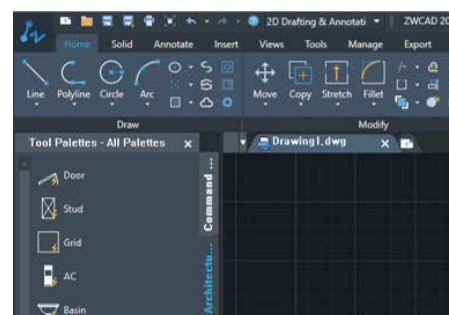 2D Drafting & Annotati ZWCAD 20
Home Solid Annotate Insert Views Tools Manage Export
Line Polyline Circle Arc Move Copy Stretch Fillet
Draw Modify
Tool Palettes - All Palettes x Drawing1.dwg x
Door
Stud
Grid
AC
Basin
Command ...
Architectu...